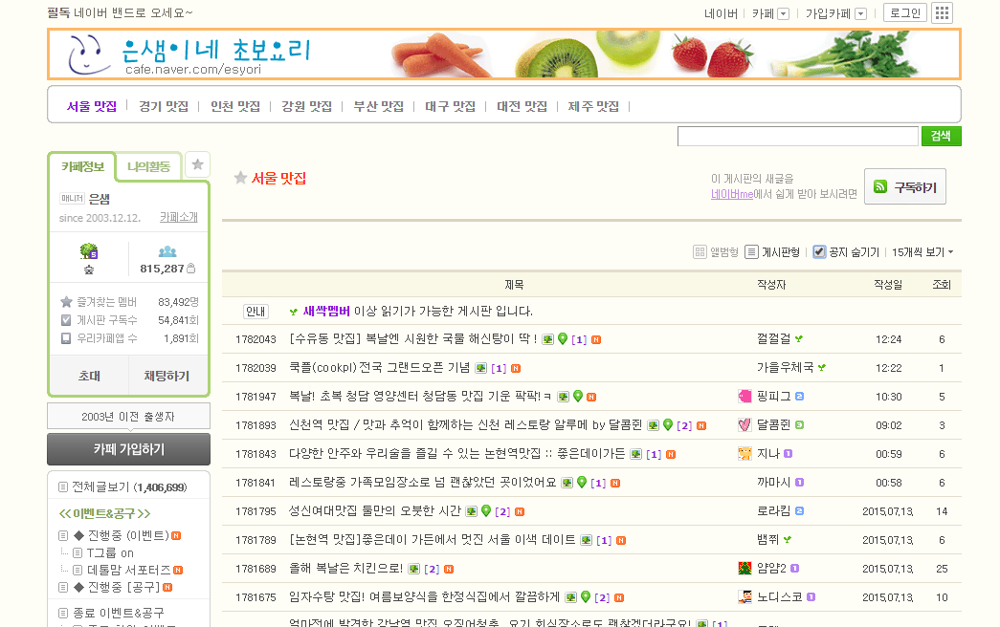 필독 네이버 밴드로 오세요~
네이버 카페 가입카페 로그인
은샘이네 초보요리
cafe.naver.com/esyori
서울 맛집 경기 맛집 인천 맛집 강원 맛집 부산 맛집 대구 맛집 대전 맛집 제주 맛집
검색
카페정보 나의활동
매니저 은샘
since 2003.12.12. 카페소개
숲 815,287
즐겨찾는 멤버 83,492명
게시판 구독수 54,841회
우리카페앱 수 1,891회
초대 채팅하기
2003년 이전 출생자
카페 가입하기
전체글보기 (1,406,699)
<<이벤트&공구>>
◆ 진행중 (이벤트) N
T그룹 on
데톨맘 서포터즈 N
◆ 진행중 [공구] N
종료 이벤트&공구
서울 맛집
이 게시판의 새글을
네이버me에서 쉽게 받아 보시려면
구독하기
앨범형 게시판형 공지 숨기기 15개씩 보기
제목 작성자 작성일 조회
안내 새싹멤버 이상 읽기가 가능한 게시판 입니다.
1782043 [수유동 맛집] 복날엔 시원한 국물 해신탕이 딱 ! [1] N 껄껄걸 12:24 6
1782039 쿡플(cookpl) 전국 그랜드오픈 기념 [1] N 가을우체국 12:22 1
1781947 복날! 초복 청담 영양센터 청담동 맛집 기운 팍팍!ㅋ N 핑피그 2 10:30 5
1781893 신천역 맛집 / 맛과 추억이 함께하는 신천 레스토랑 알루메 by 달콤쮠 [2] N 달콤쮠 3 09:02 3
1781843 다양한 안주와 우리술을 즐길 수 있는 논현역맛집 :: 좋은데이가든 [1] N 지나 1 00:59 6
1781841 레스토랑중 가족모임장소로 넘 괜찮았던 곳이었어요 [1] N 까마시 1 00:58 6
1781795 성신여대맛집 둘만의 오붓한 시간 [2] N 로라킴 2 2015.07.13. 14
1781789 [논현역 맛집]좋은데이 가든에서 멋진 서울 이색 데이트 [1] N 뱀쮜 2015.07.13. 6
1781689 올해 복날은 치킨으로! [2] N 얌얌2 1 2015.07.13. 25
1781675 임자수탕 맛집! 여름보양식을 한정식집에서 깔끔하게 [2] N 노디스코 1 2015.07.13. 10